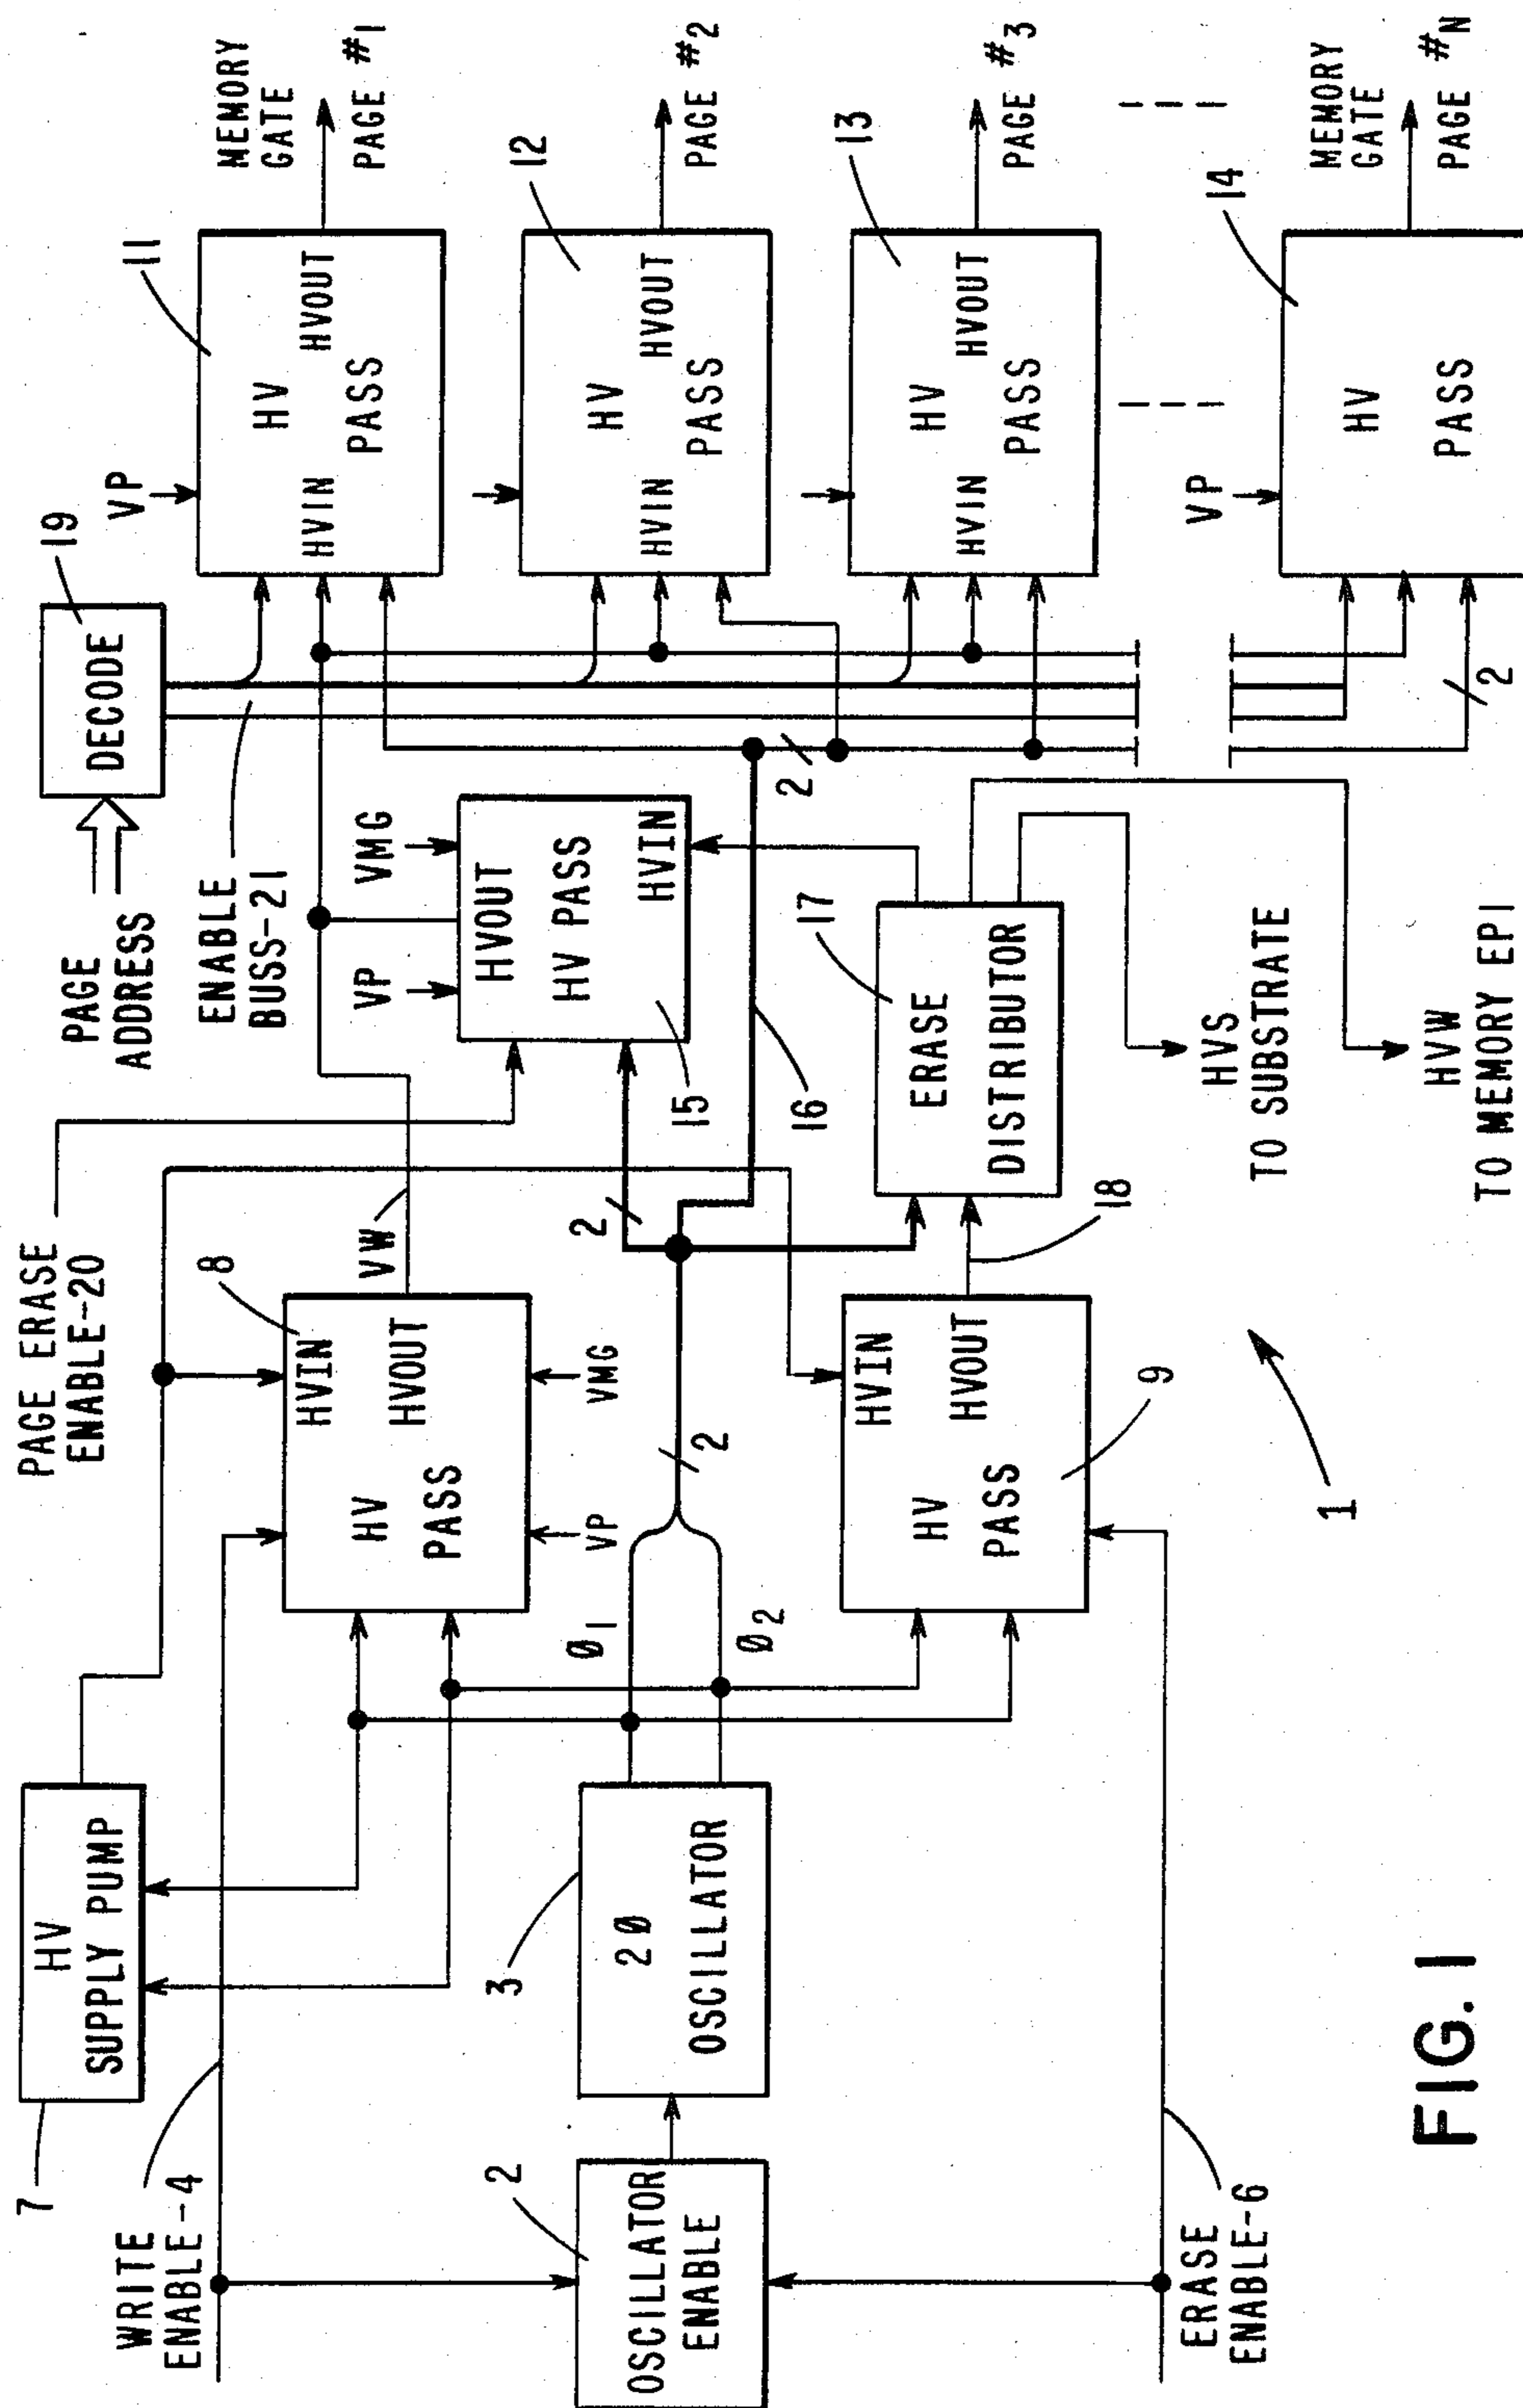 7
HV
SUPPLY PUMP
WRITE
ENABLE-4
2
OSCILLATOR
ENABLE
3
2Ø
OSCILLATOR
Ø1
Ø2
ERASE
ENABLE-6
PAGE ERASE
ENABLE-20
8
HVIN
HV
HVOUT
PASS
VP
VMG
VW
2
2
HVIN
HV
HVOUT
PASS
9
18
1
PAGE
ADDRESS
DECODE
19
ENABLE
BUSS-21
VP
VMG
HVOUT
HV PASS
HVIN
15
16
17
ERASE
DISTRIBUTOR
HVS
TO SUBSTRATE
HVW
TO MEMORY EPI
2
2
VP
11
HV
HVIN
HVOUT
PASS
MEMORY
GATE
PAGE #1
12
HV
HVIN
HVOUT
PASS
PAGE #2
13
HV
HVIN
HVOUT
PASS
PAGE #3
VP
14
HV
PASS
MEMORY
GATE
PAGE #N
FIG. 1